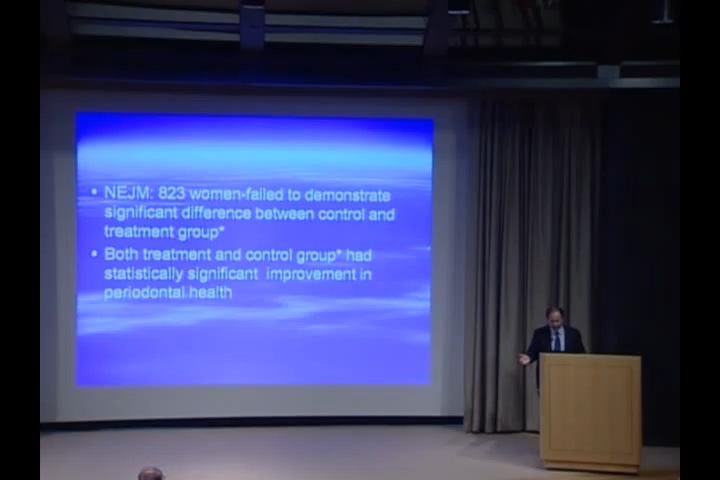 • NEJM: 823 women-failed to demonstrate
significant difference between control and
treatment group*
• Both treatment and control group* had
statistically significant improvement in
periodontal health